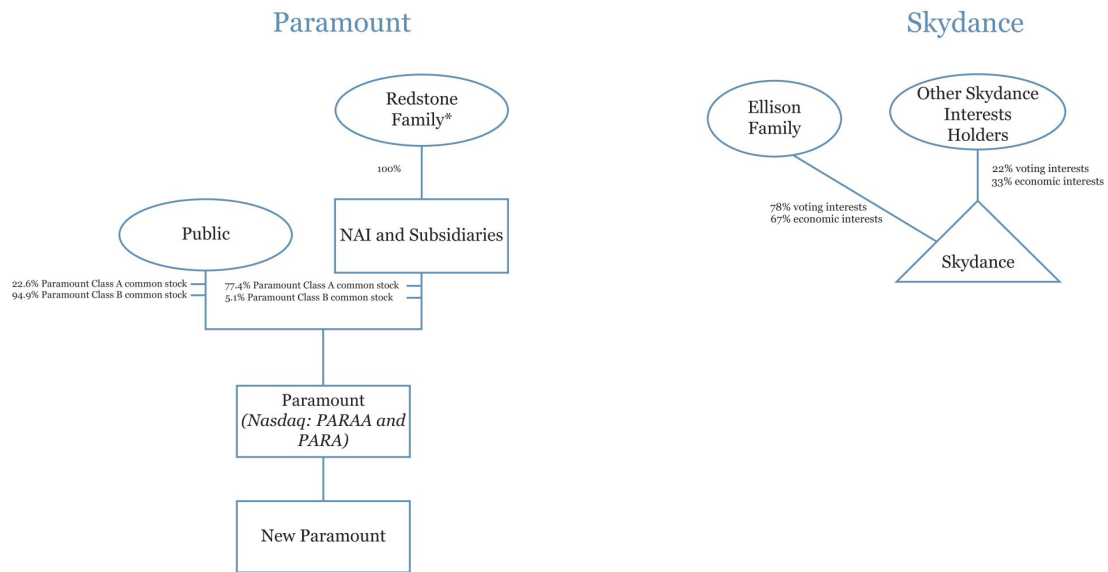 Paramount
Redstone
Family*
100%
Public
NAI and Subsidiaries
22.6% Paramount Class A common stock
94.9% Paramount Class B common stock
77.4% Paramount Class A common stock
5.1% Paramount Class B common stock
Paramount
(Nasdaq: PARAA and
PARA)
New Paramount
Skydance
Ellison
Family
Other Skydance
Interests
Holders
22% voting interests
33% economic interests
78% voting interests
67% economic interests
Skydance